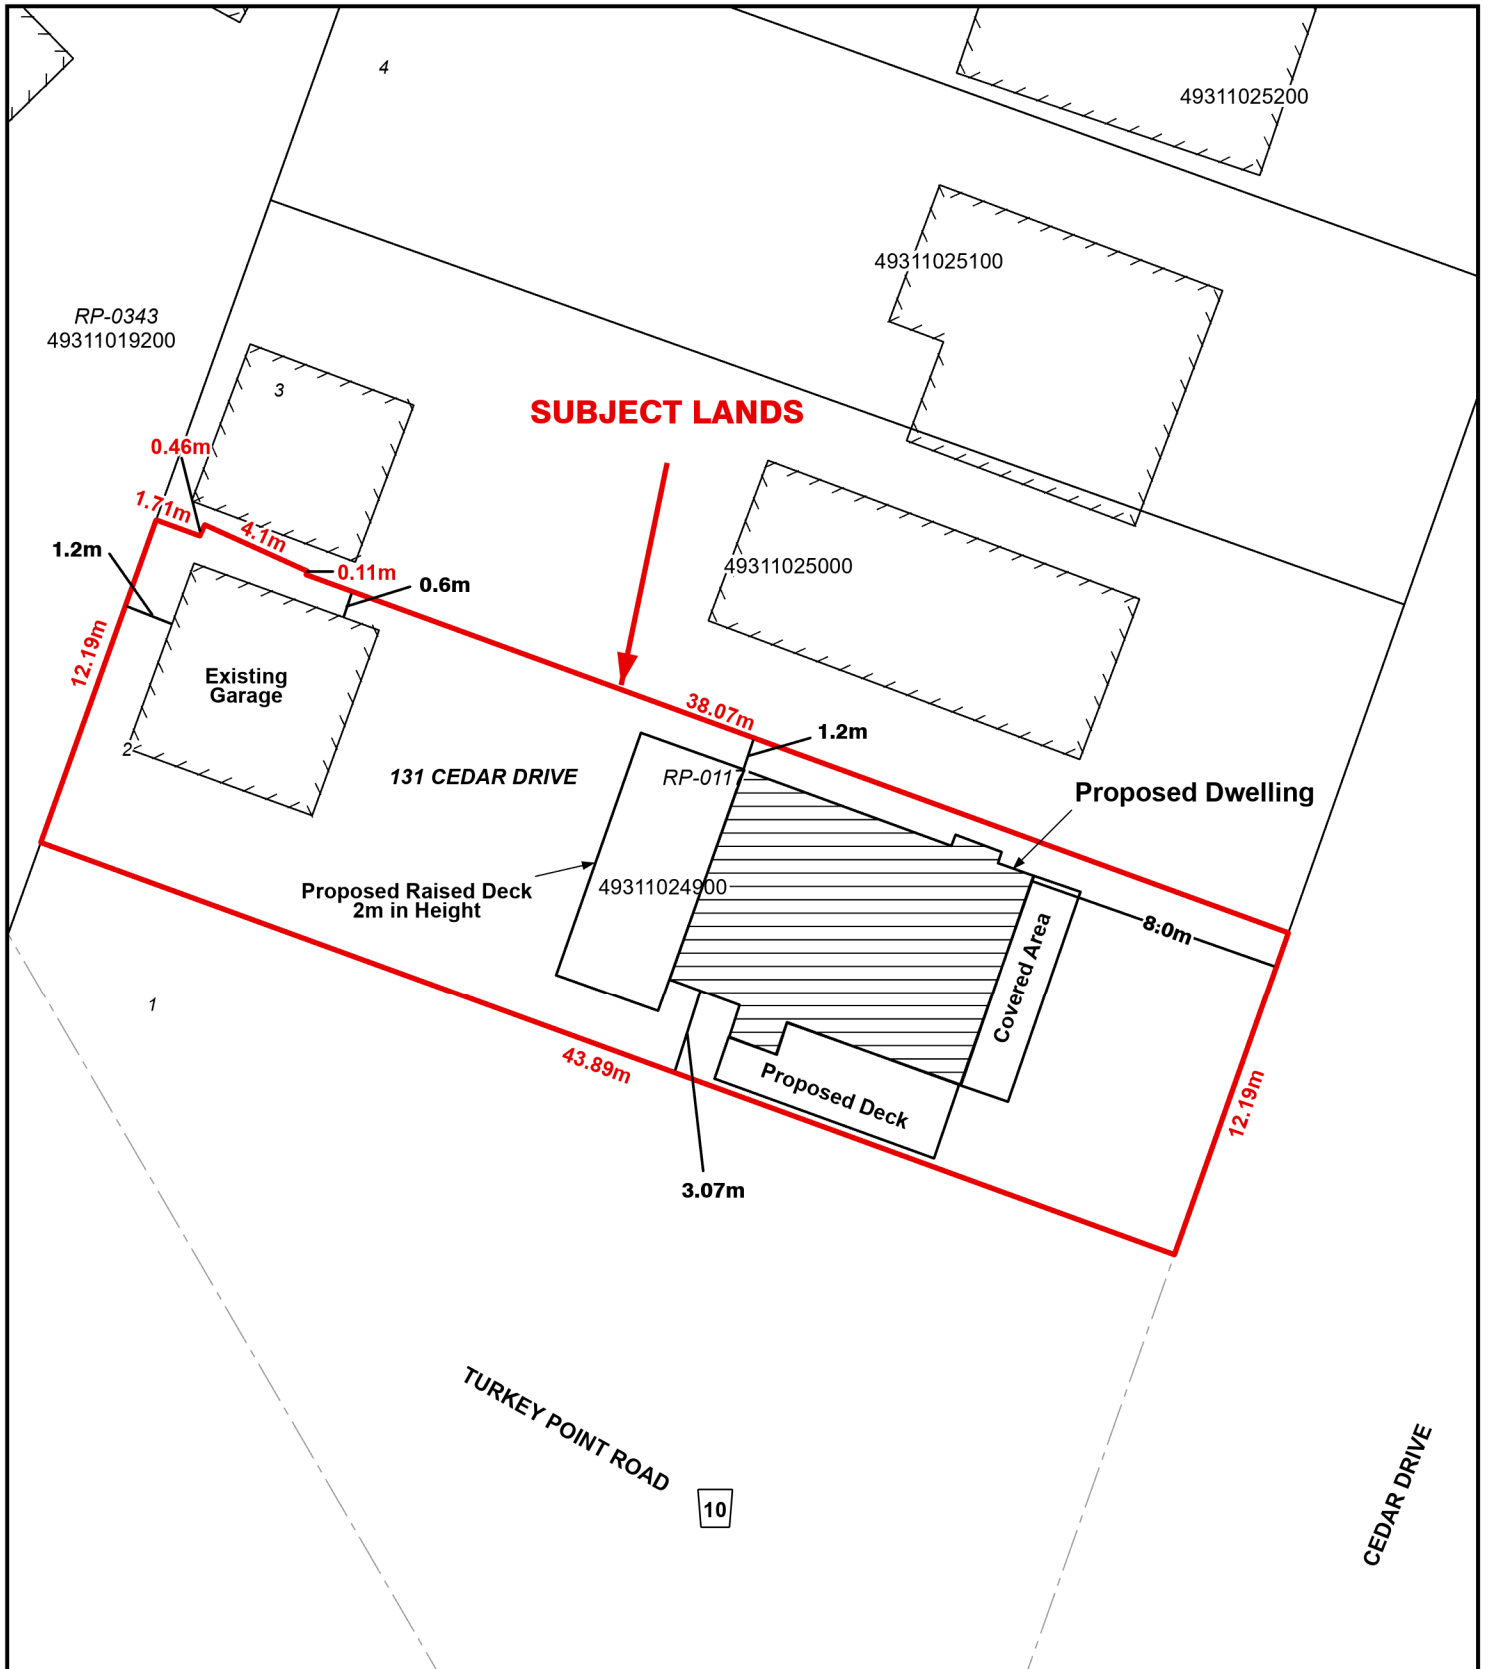 4
49311025200
49311025100
RP-0343
49311019200
3
SUBJECT LANDS
0.46m
1.71m
4.1m
1.2m
0.11m
0.6m
49311025000
12.19m
Existing
Garage
38.07m
1.2m
2
131 CEDAR DRIVE
RP-0117
Proposed Dwelling
Proposed Raised Deck
2m in Height
49311024900
8.0m
Covered Area
1
43.89m
Proposed Deck
12.19m
3.07m
TURKEY POINT ROAD
10
CEDAR DRIVE